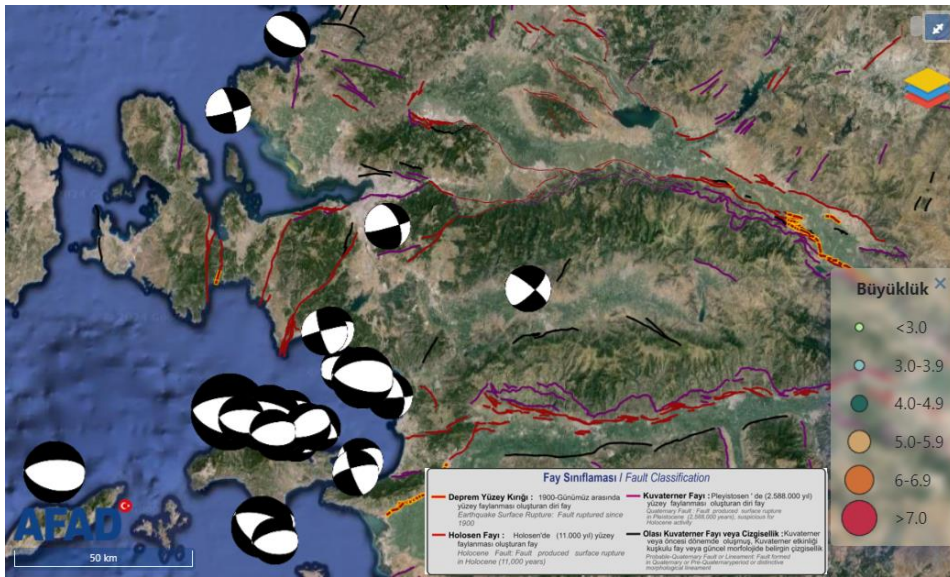 Büyüklük
<3.0
3.0-3.9
4.0-4.9
5.0-5.9
6-6.9
>7.0
Fay Sınıflaması / Fault Classification
Deprem Yüzey Kırığı : 1900-Günümüz arasında
yüzey faylanması oluşturan diri fay
Earthquake Surface Rupture: Fault ruptured since
1900
Holosen Fayı : Holosen'de (11.000 yıl) yüzey
faylanması oluşturan fay
Holocene Fault: Fault produced surface rupture
in Holocene (11,000 years)
Kuvaterner Fayı : Pleyistosen ' de (2.588.000 yıl)
yüzey faylanması oluşturan fay
Quaternary Fault : Fault produced surface rupture
in Pleistocene (2,588.000 years), suspicious for
Holocene activity
Olası Kuvaterner Fayı veya Çizgisellik : Kuvaterner
veya öncesi dönemde oluşmuş, Kuvaterner etkinliği
kuşkulu fay veya güncel morfolojide belirgin çizgisellik
Probable-Quaternary Fault or Lineament: Fault formed
in Quaternary or Pre-Quaternaryperiod or distinctive
morphological lineament
AFAD
50 km